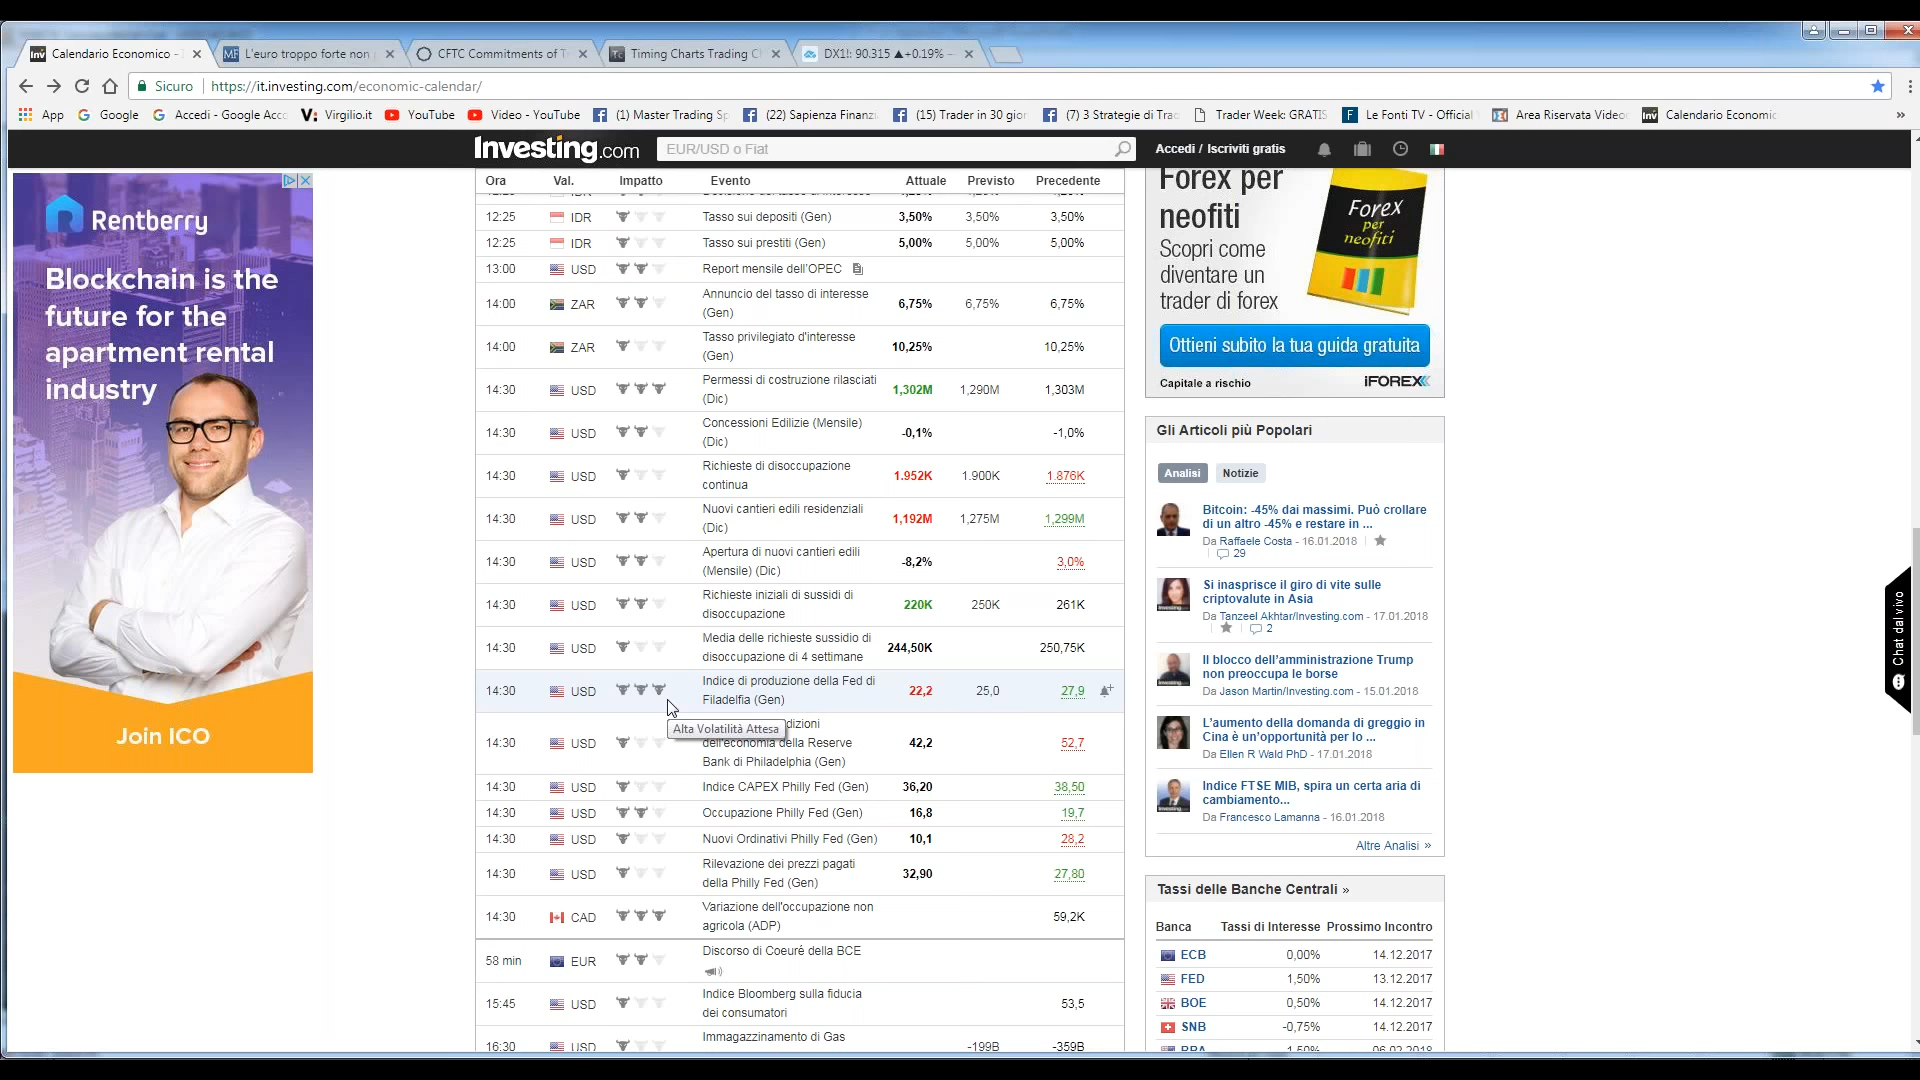 Calendario Economico -
L'euro troppo forte non
CFTC Commitments of T
Timing Charts Trading C
DX1!: 90.315 ▲+0.19% –
Sicuro https://it.investing.com/economic-calendar/
App Google Accedi - Google Acco Virgilio.it YouTube Video - YouTube (1) Master Trading Sp (22) Sapienza Finanzi (15) Trader in 30 gior (7) 3 Strategie di Trad Trader Week: GRATIS Le Fonti TV - Official Area Riservata Video Calendario Economic »
Investing.com EUR/USD o Fiat Accedi / Iscriviti gratis
Rentberry
Blockchain is the
future for the
apartment rental
industry
Join ICO
Ora Val. Impatto Evento Attuale Previsto Precedente
12:25 IDR Tasso sui depositi (Gen) 3,50% 3,50% 3,50%
12:25 IDR Tasso sui prestiti (Gen) 5,00% 5,00% 5,00%
13:00 USD Report mensile dell'OPEC
14:00 ZAR Annuncio del tasso di interesse (Gen) 6,75% 6,75% 6,75%
14:00 ZAR Tasso privilegiato d'interesse (Gen) 10,25% 10,25%
14:30 USD Permessi di costruzione rilasciati (Dic) 1,302M 1,290M 1,303M
14:30 USD Concessioni Edilizie (Mensile) (Dic) -0,1% -1,0%
14:30 USD Richieste di disoccupazione continua 1.952K 1.900K 1.876K
14:30 USD Nuovi cantieri edili residenziali (Dic) 1,192M 1,275M 1,299M
14:30 USD Apertura di nuovi cantieri edili (Mensile) (Dic) -8,2% 3,0%
14:30 USD Richieste iniziali di sussidi di disoccupazione 220K 250K 261K
14:30 USD Media delle richieste sussidio di disoccupazione di 4 settimane 244,50K 250,75K
14:30 USD Indice di produzione della Fed di Filadelfia (Gen) 22,2 25,0 27,9
Alta Volatilità Attesa
14:30 USD dizioni dell'economia della Reserve Bank di Philadelphia (Gen) 42,2 52,7
14:30 USD Indice CAPEX Philly Fed (Gen) 36,20 38,50
14:30 USD Occupazione Philly Fed (Gen) 16,8 19,7
14:30 USD Nuovi Ordinativi Philly Fed (Gen) 10,1 28,2
14:30 USD Rilevazione dei prezzi pagati della Philly Fed (Gen) 32,90 27,80
14:30 CAD Variazione dell'occupazione non agricola (ADP) 59,2K
58 min EUR Discorso di Coeuré della BCE
15:45 USD Indice Bloomberg sulla fiducia dei consumatori 53,5
16:30 USD Immagazzinamento di Gas -199B -359B
Forex per
neofiti
Scopri come
diventare un
trader di forex
Forex
per
neofiti
Ottieni subito la tua guida gratuita
Capitale a rischio iFOREX
Gli Articoli più Popolari
Analisi Notizie
Bitcoin: -45% dai massimi. Può crollare
di un altro -45% e restare in ...
Da Raffaele Costa - 16.01.2018
29
Si inasprisce il giro di vite sulle
criptovalute in Asia
Da Tanzeel Akhtar/Investing.com - 17.01.2018
2
Il blocco dell'amministrazione Trump
non preoccupa le borse
Da Jason Martin/Investing.com - 15.01.2018
L'aumento della domanda di greggio in
Cina è un'opportunità per lo ...
Da Ellen R Wald PhD - 17.01.2018
Indice FTSE MIB, spira un certa aria di
cambiamento...
Da Francesco Lamanna - 16.01.2018
Altre Analisi »
Tassi delle Banche Centrali »
Banca Tassi di Interesse Prossimo Incontro
ECB 0,00% 14.12.2017
FED 1,50% 13.12.2017
BOE 0,50% 14.12.2017
SNB -0,75% 14.12.2017
RBA 1,50% 06.02.2018
Chat dal vivo